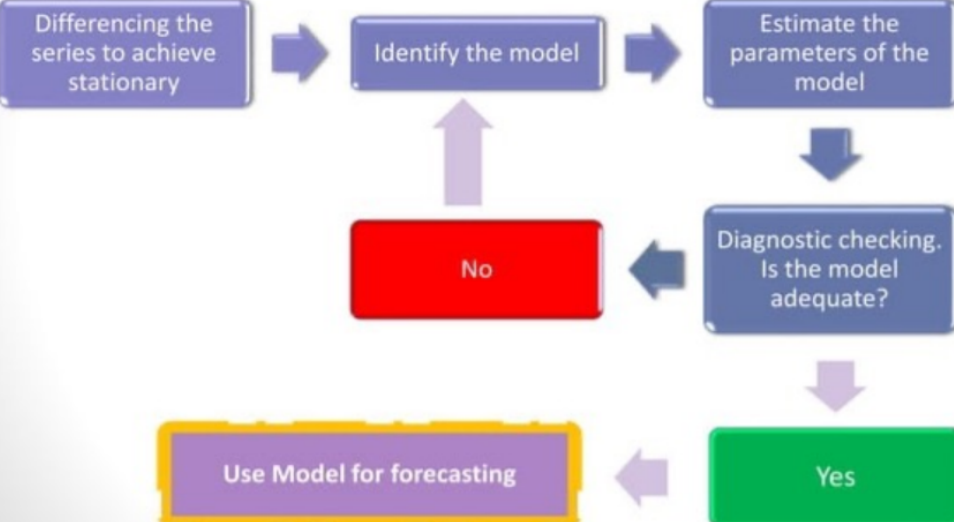 Differencing the
series to achieve
stationary
Identify the model
Estimate the
parameters of the
model
Diagnostic checking.
Is the model
adequate?
No
Yes
Use Model for forecasting